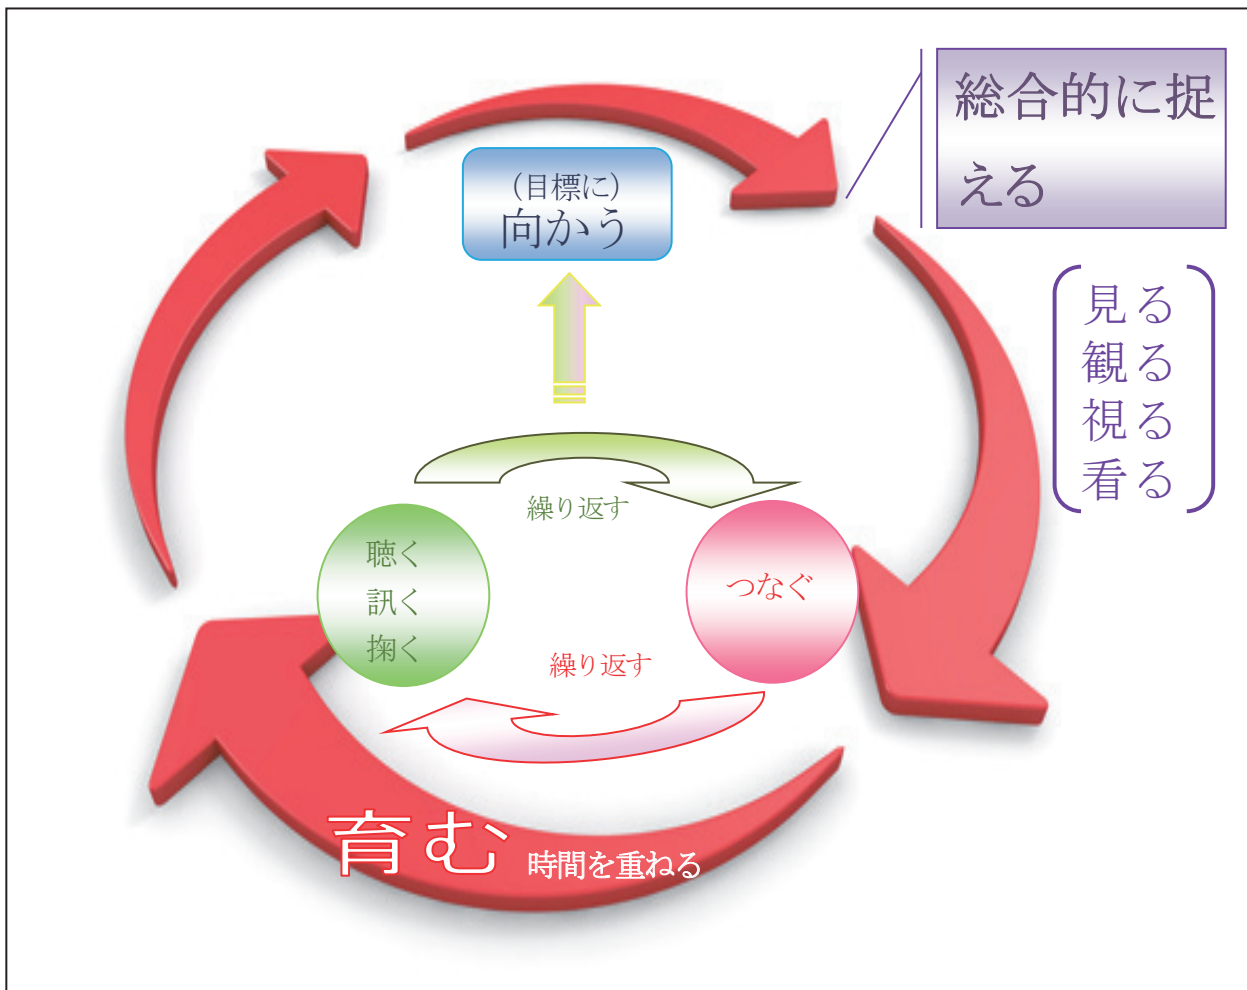 総合的に捉
える
（目標に）
向かう
見る
観る
視る
看る
繰り返す
聴く
訊く
掬く
つなぐ
繰り返す
育む 時間を重ねる